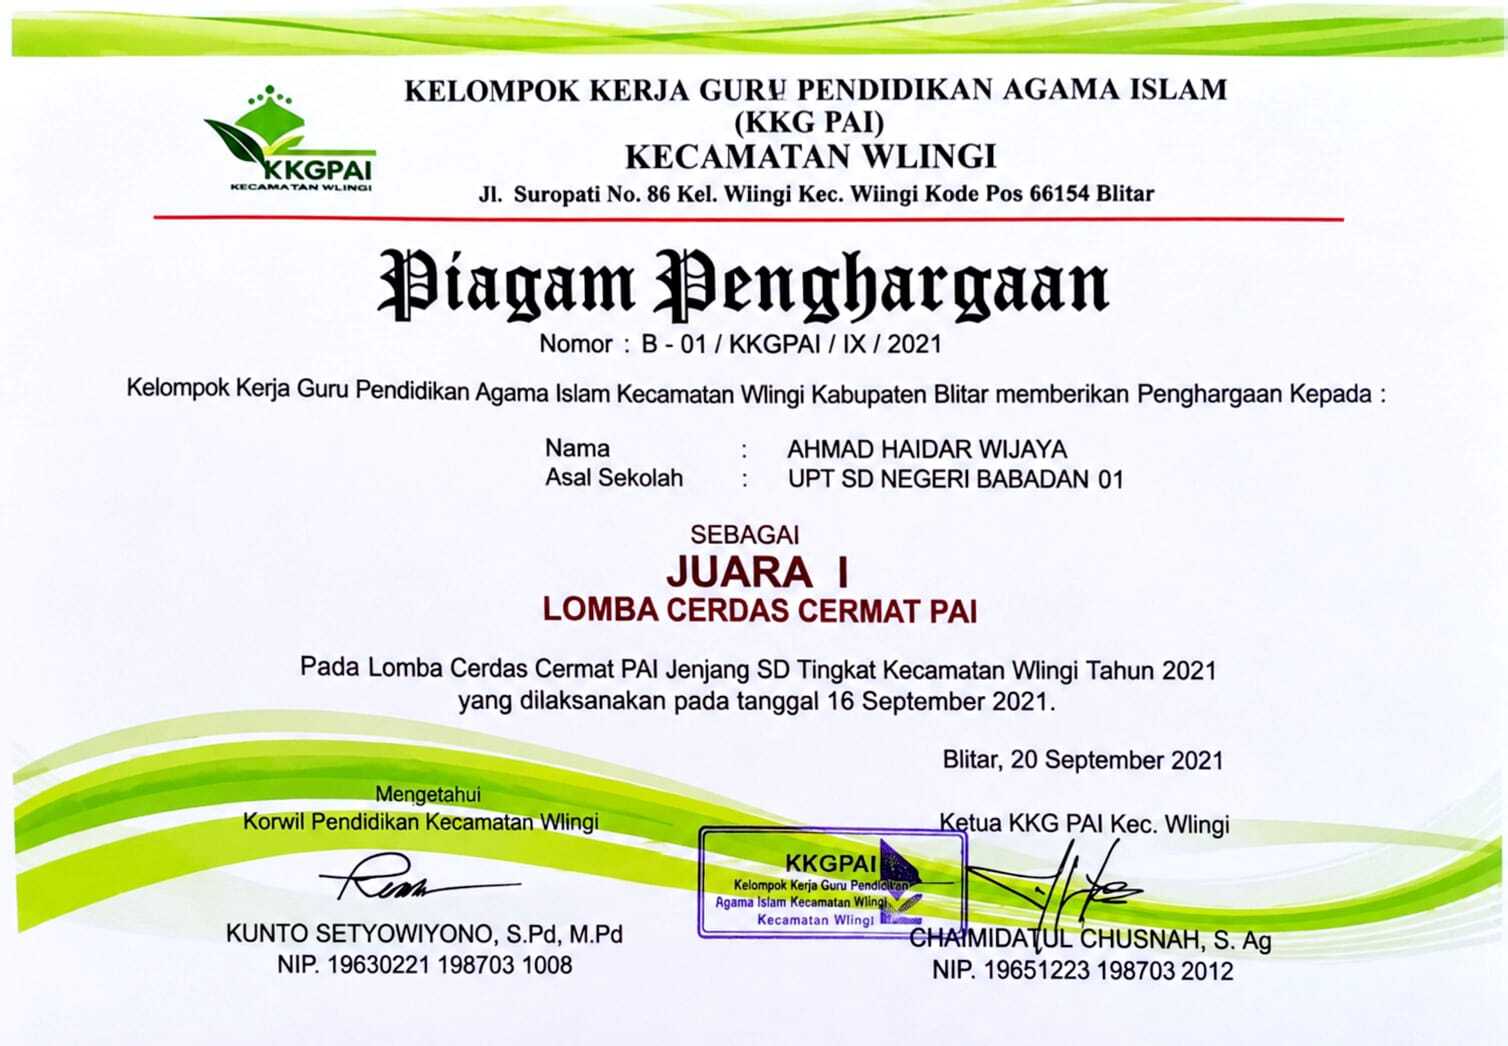 KELOMPOK KERJA GURU PENDIDIKAN AGAMA ISLAM
(KKG PAI)
KECAMATAN WLINGI
Jl. Suropati No. 86 Kel. Wlingi Kec. Wiingi Kode Pos 66154 Blitar
KKGPAI
KECAMATAN WLINGI
Piagam Penghargaan
Nomor : B - 01 / KKGPAI / IX / 2021
Kelompok Kerja Guru Pendidikan Agama Islam Kecamatan Wlingi Kabupaten Blitar memberikan Penghargaan Kepada :
Nama : AHMAD HAIDAR WIJAYA
Asal Sekolah : UPT SD NEGERI BABADAN 01
SEBAGAI
JUARA I
LOMBA CERDAS CERMAT PAI
Pada Lomba Cerdas Cermat PAI Jenjang SD Tingkat Kecamatan Wlingi Tahun 2021
yang dilaksanakan pada tanggal 16 September 2021.
Blitar, 20 September 2021
Mengetahui
Korwil Pendidikan Kecamatan Wlingi
KUNTO SETYOWIYONO, S.Pd, M.Pd
NIP. 19630221 198703 1008
Ketua KKG PAI Kec. Wlingi
KKGPAI
Kelompok Kerja Guru Pendidikan
Agama Islam Kecamatan Wlingi
Kecamatan Wlingi
CHAIMIDATUL CHUSNAH, S. Ag
NIP. 19651223 198703 2012